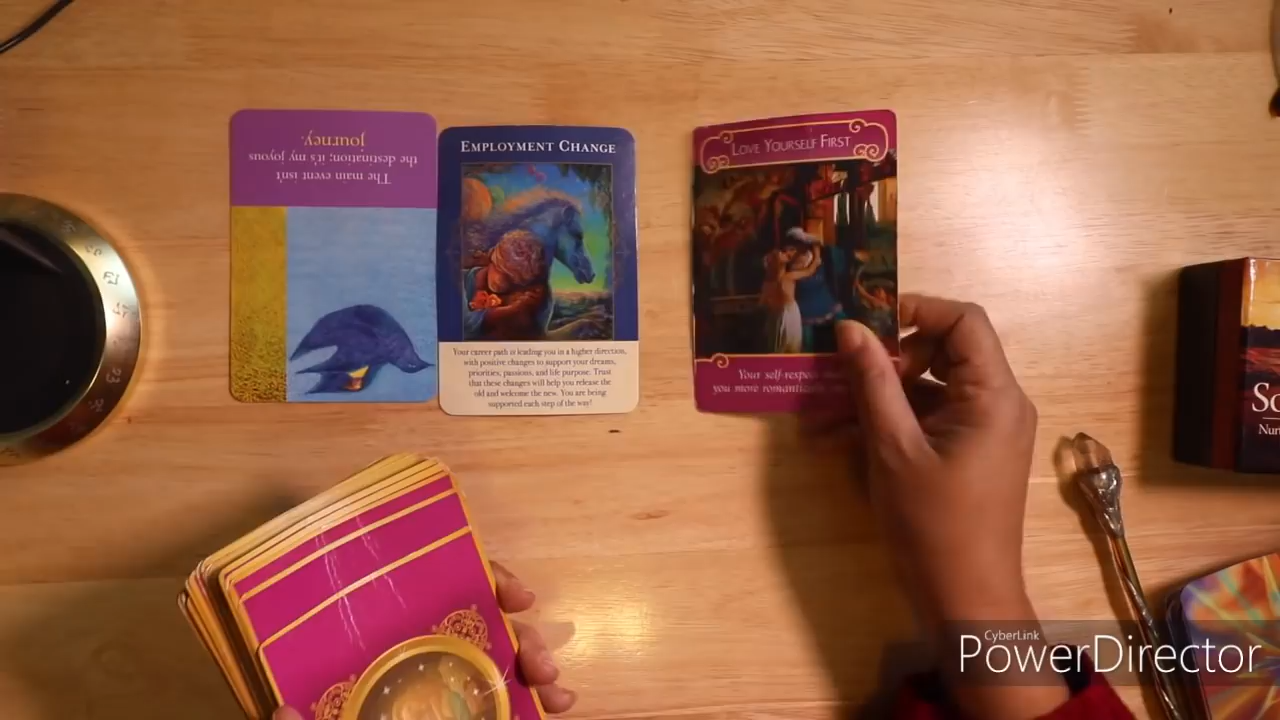 The main event isn't
the destination; it's my joyous
journey.
EMPLOYMENT CHANGE
Your career path is leading you in a higher direction,
with positive changes to support your dreams,
priorities, passions, and life purpose. Trust
that these changes will help you release the
old and welcome the new. You are being
supported each step of the way!
LOVE YOURSELF FIRST
Your self-respect
you more romantic
So
Nur
23
CyberLink
PowerDirector